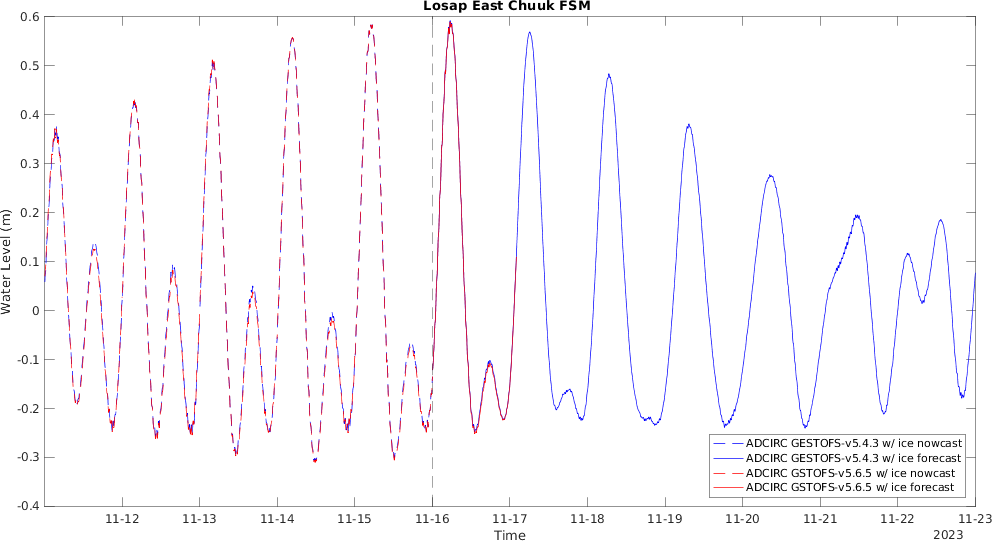 Losap East Chuuk FSM
0.6
0.5
0.4
0.3
0.2
0.1
0
-0.1
-0.2
-0.3
-0.4
Water Level (m)
ADCIRC GESTOFS-v5.4.3 w/ ice nowcast
ADCIRC GSTOFS-v5.4.3 w/ ice forecast
ADCIRC GSTOFS-v5.6.5 w/ ice nowcast
ADCIRC GSTOFS-v5.6.5 w/ ice forecast
11-12 11-13 11-14 11-15 11-16 11-17 11-18 11-19 11-20 11-21 11-22 11-23
Time
2023